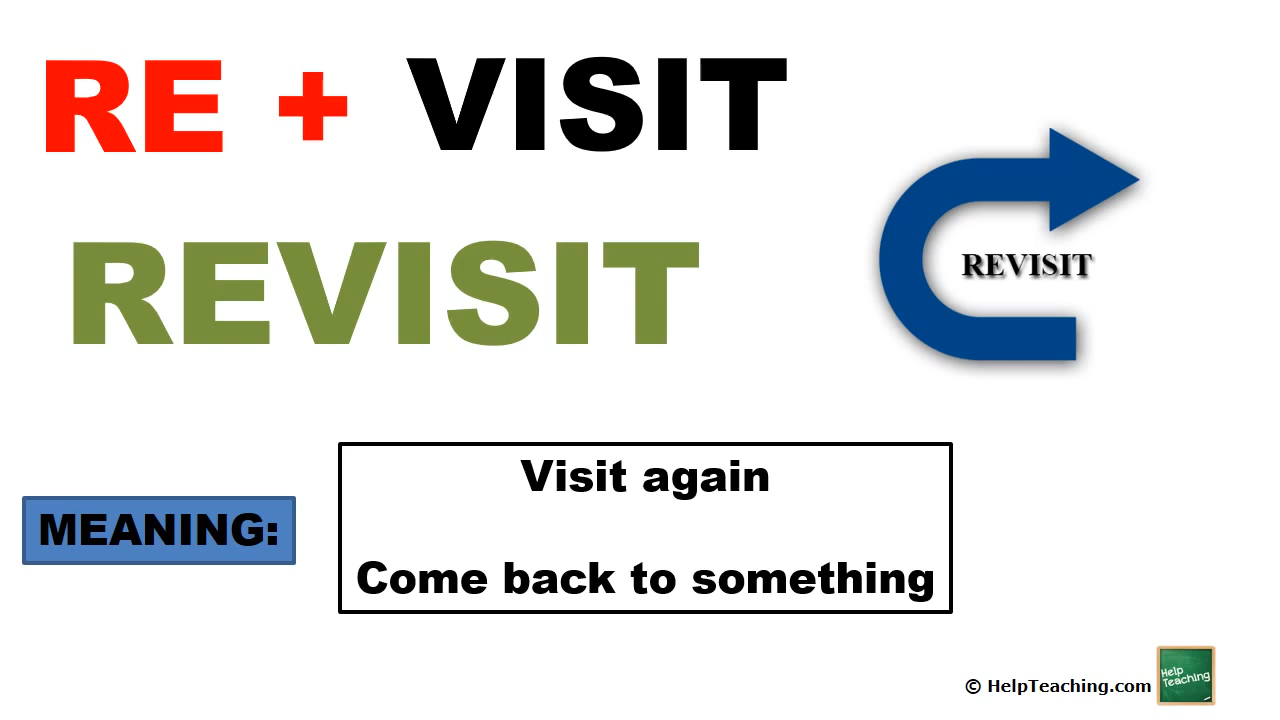 RE + VISIT
REVISIT
REVISIT
MEANING:
Visit again
Come back to something
© HelpTeaching.com
Help
Teaching